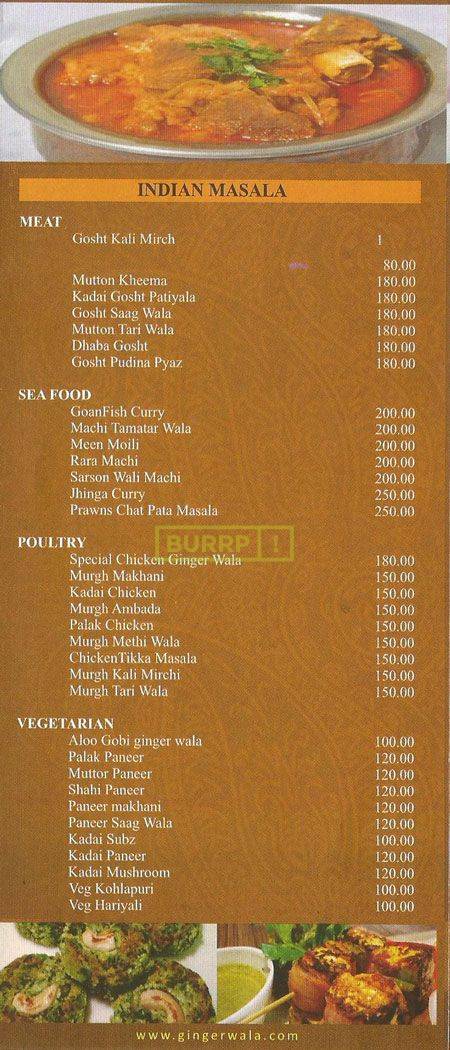 INDIAN MASALA
MEAT
Gosht Kali Mirch 1
80.00
Mutton Kheema 180.00
Kadai Gosht Patiyala 180.00
Gosht Saag Wala 180.00
Mutton Tari Wala 180.00
Dhaba Gosht 180.00
Gosht Pudina Pyaz 180.00
SEA FOOD
GoanFish Curry 200.00
Machi Tamatar Wala 200.00
Meen Moili 200.00
Rara Machi 200.00
Sarson Wali Machi 200.00
Jhinga Curry 250.00
Prawns Chat Pata Masala 250.00
BURRP!
POULTRY
Special Chicken Ginger Wala 180.00
Murgh Makhani 150.00
Kadai Chicken 150.00
Murgh Ambada 150.00
Palak Chicken 150.00
Murgh Methi Wala 150.00
ChickenTikka Masala 150.00
Murgh Kali Mirchi 150.00
Murgh Tari Wala 150.00
VEGETARIAN
Aloo Gobi ginger wala 100.00
Palak Paneer 120.00
Muttor Paneer 120.00
Shahi Paneer 120.00
Paneer makhani 120.00
Paneer Saag Wala 120.00
Kadai Subz 100.00
Kadai Paneer 120.00
Kadai Mushroom 120.00
Veg Kohlapuri 100.00
Veg Hariyali 100.00
www.gingerwala.com